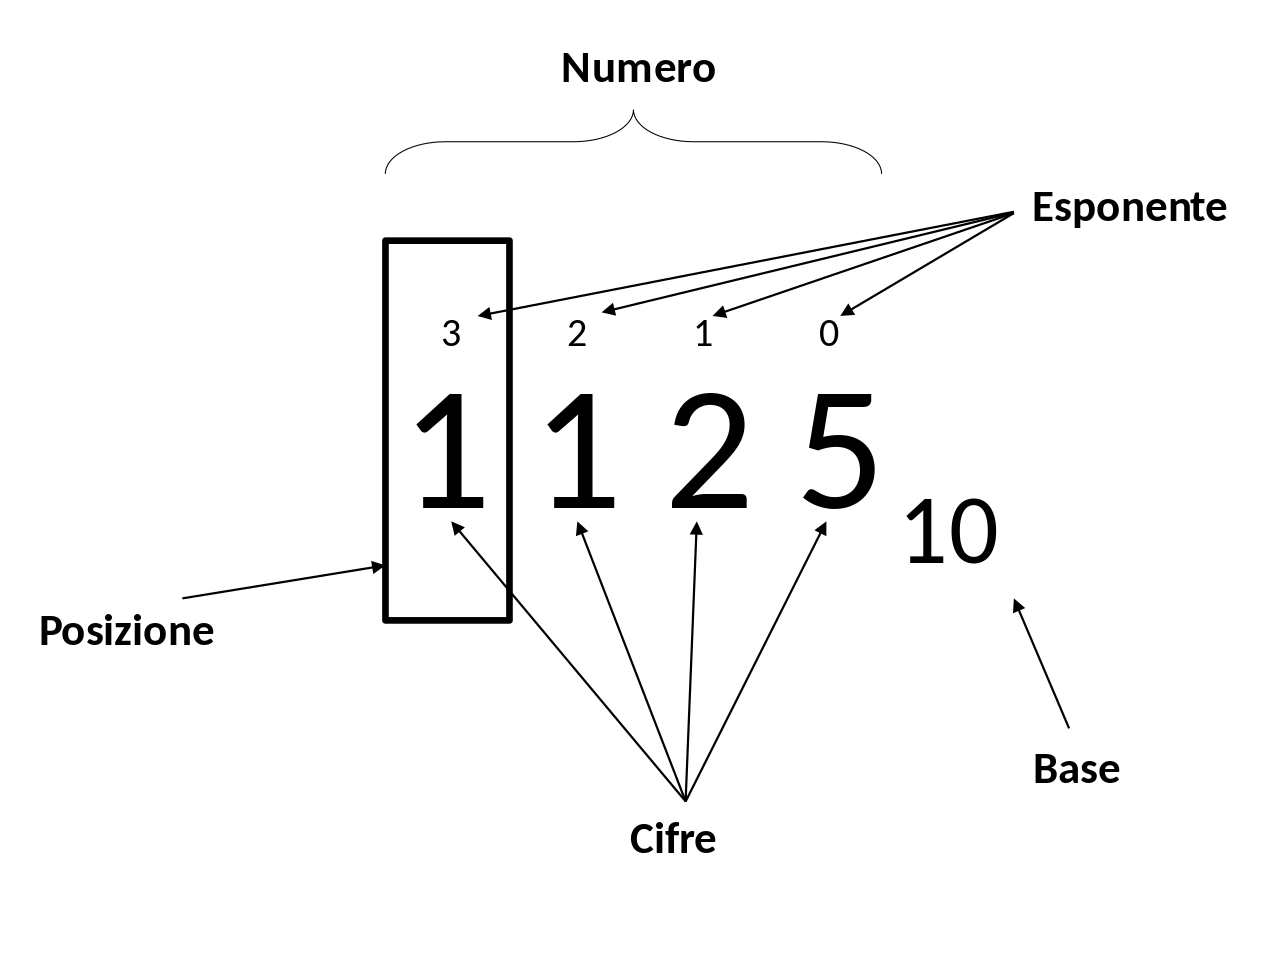 Numero
Esponente
3 2 1 0
1 1 2 5 10
Posizione
Base
Cifre